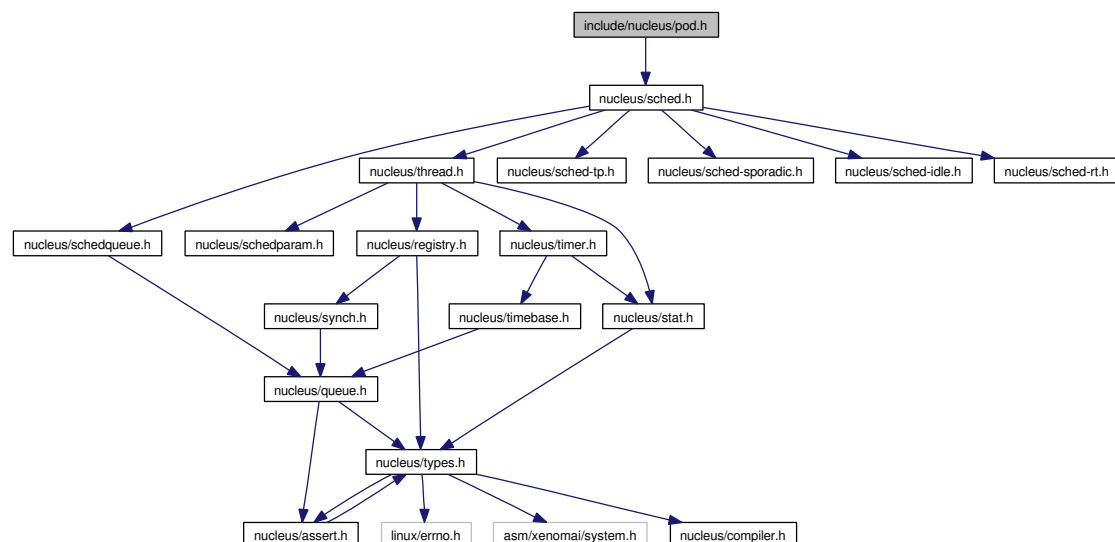 include/nucleus/pod.h
nucleus/sched.h
nucleus/thread.h
nucleus/sched-tp.h
nucleus/sched-sporadic.h
nucleus/sched-idle.h
nucleus/sched-rt.h
nucleus/schedqueue.h
nucleus/schedparam.h
nucleus/registry.h
nucleus/timer.h
nucleus/synch.h
nucleus/timebase.h
nucleus/stat.h
nucleus/queue.h
nucleus/types.h
nucleus/assert.h
linux/errno.h
asm/xenomai/system.h
nucleus/compiler.h